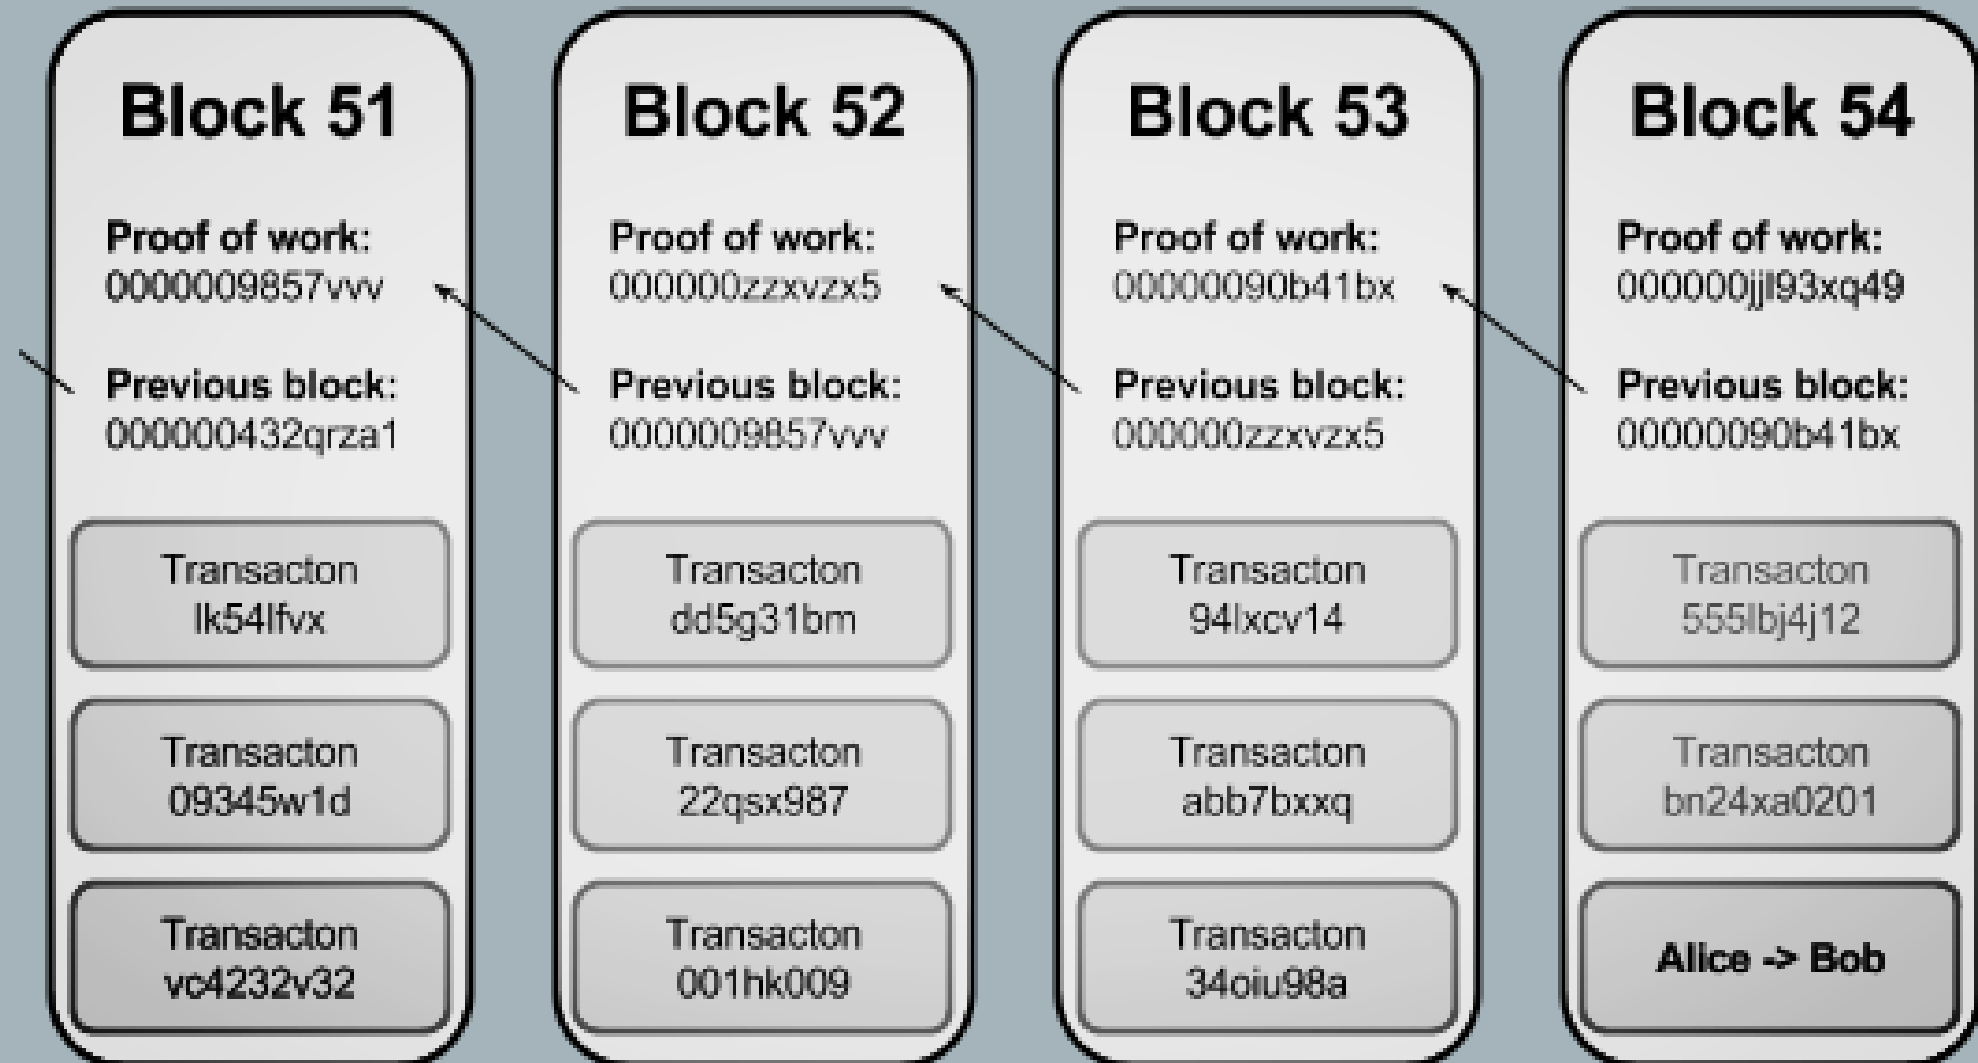 Block 51
Proof of work:
0000009857vvv
Previous block:
000000432qrza1
Transacton
lk54lfvx
Transacton
09345w1d
Transacton
vc4232v32
Block 52
Proof of work:
000000zzxvzx5
Previous block:
0000009857vvv
Transacton
dd5g31bm
Transacton
22qsx987
Transacton
001hk009
Block 53
Proof of work:
00000090b41bx
Previous block:
000000zzxvzx5
Transacton
94lxcv14
Transacton
abb7bxxq
Transacton
34oiu98a
Block 54
Proof of work:
000000jjl93xq49
Previous block:
00000090b41bx
Transacton
555lbj4j12
Transacton
bn24xa0201
Alice -> Bob